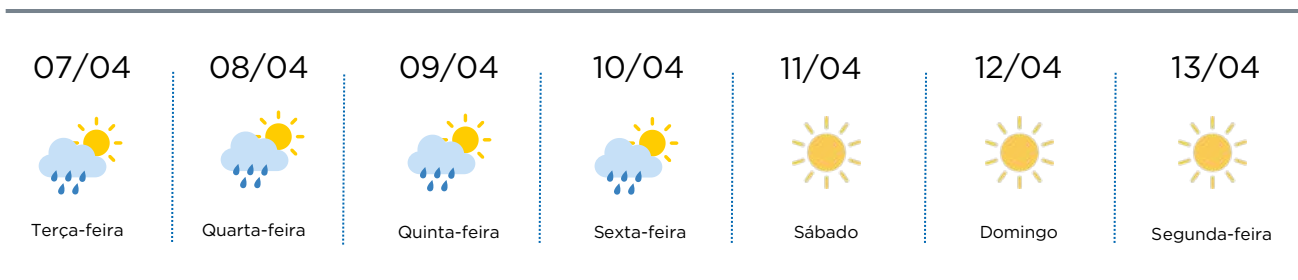 07/04
08/04
09/04
10/04
11/04
12/04
13/04
Terça-feira
Quarta-feira
Quinta-feira
Sexta-feira
Sábado
Domingo
Segunda-feira